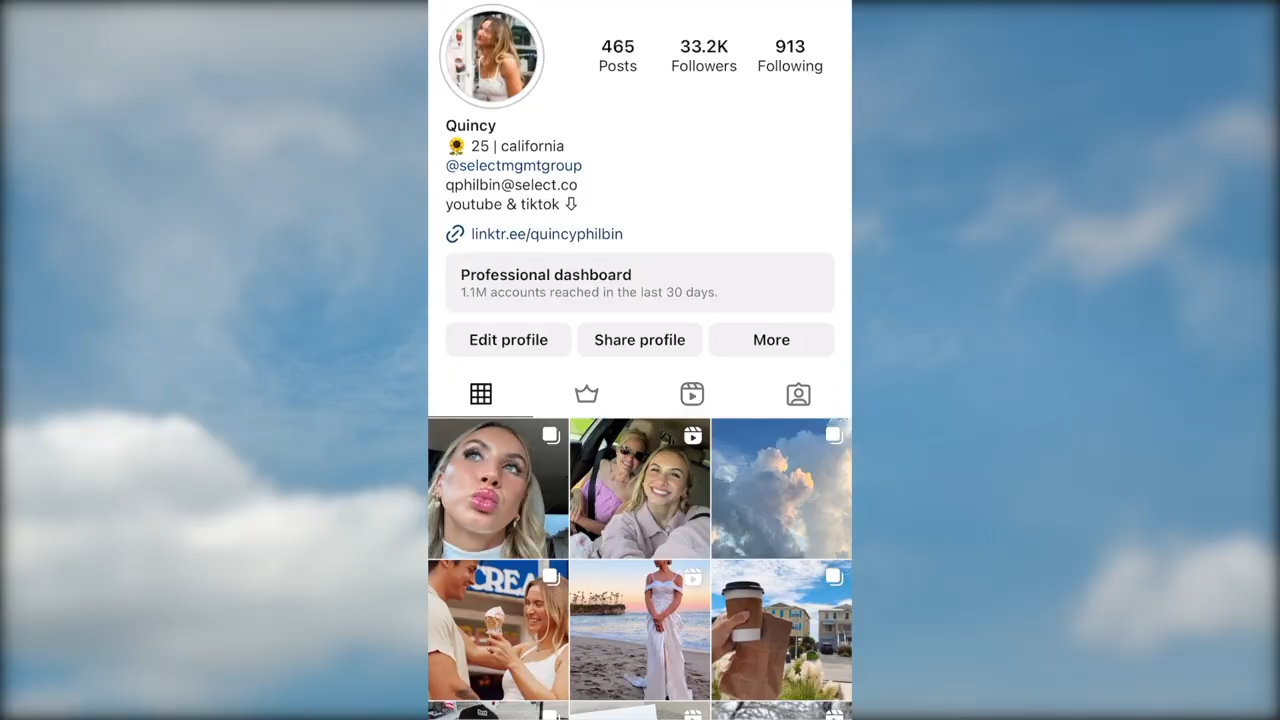 465
Posts
33.2K
Followers
913
Following
Quincy
🌻 25 | california
@selectmgmtgroup
qphilbin@select.co
youtube & tiktok ⇩
linktr.ee/quincyphilbin
Professional dashboard
1.1M accounts reached in the last 30 days.
Edit profile
Share profile
More
CREA